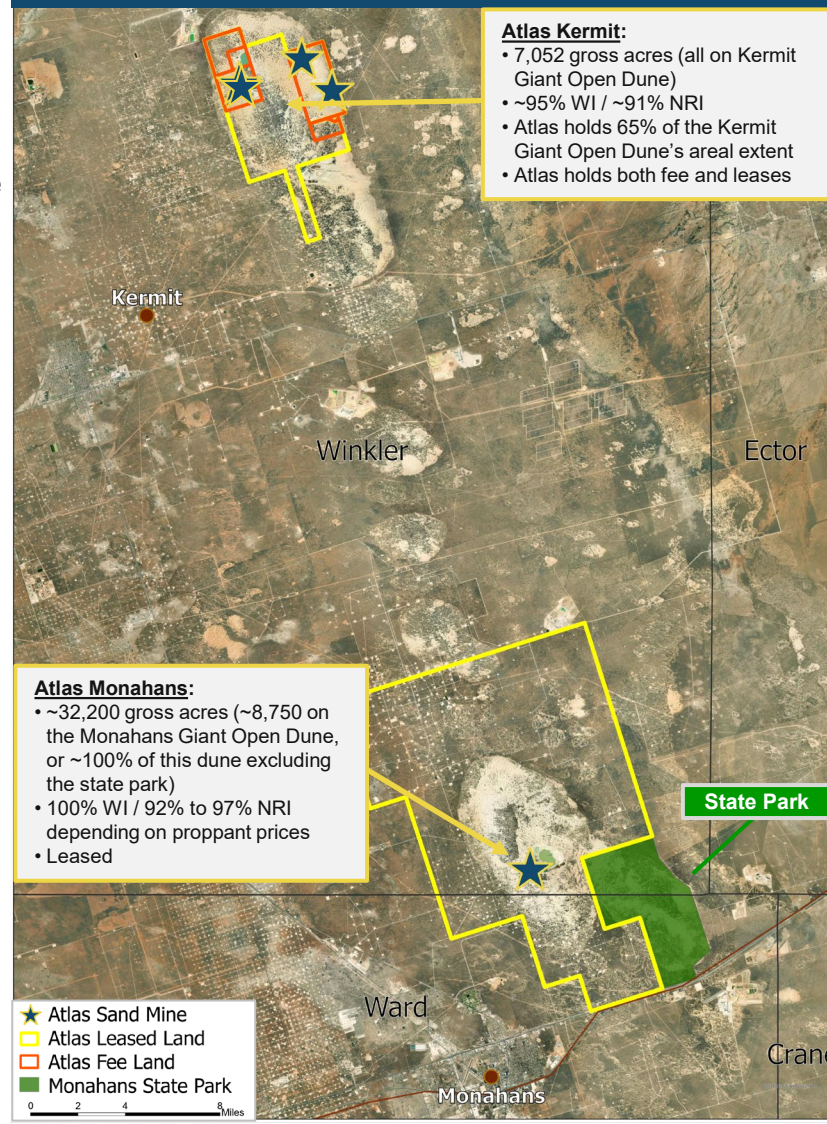 Atlas Kermit:
• 7,052 gross acres (all on Kermit
Giant Open Dune)
• ~95% WI / ~91% NRI
• Atlas holds 65% of the Kermit
Giant Open Dune's areal extent
• Atlas holds both fee and leases
Kermit
Winkler
Ector
Atlas Monahans:
• ~32,200 gross acres (~8,750 on
the Monahans Giant Open Dune,
or ~100% of this dune excluding
the state park)
• 100% WI / 92% to 97% NRI
depending on proppant prices
• Leased
State Park
Ward
Monahans
Crane
Atlas Sand Mine
Atlas Leased Land
Atlas Fee Land
Monahans State Park
0 2 4 8
Miles